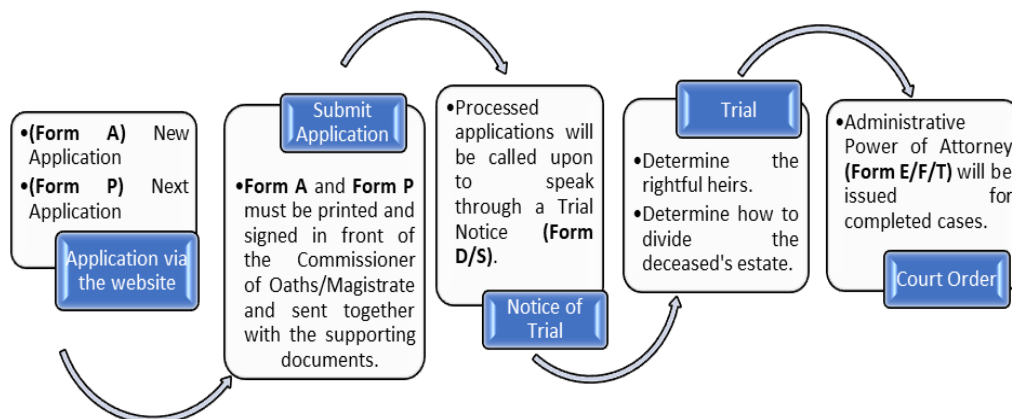 •(Form A) New
Application
•(Form P) Next
Application
Application via
the website
Submit
Application
•Form A and Form P
must be printed and
signed in front of
the Commissioner
of Oaths/Magistrate
and sent together
with the supporting
documents.
•Processed
applications will
be called upon
to speak
through a Trial
Notice (Form
D/S).
Notice of
Trial
Trial
•Determine the
rightful heirs.
•Determine how to
divide the
deceased's estate.
•Administrative
Power of Attorney
(Form E/F/T) will be
issued for
completed cases.
Court Order